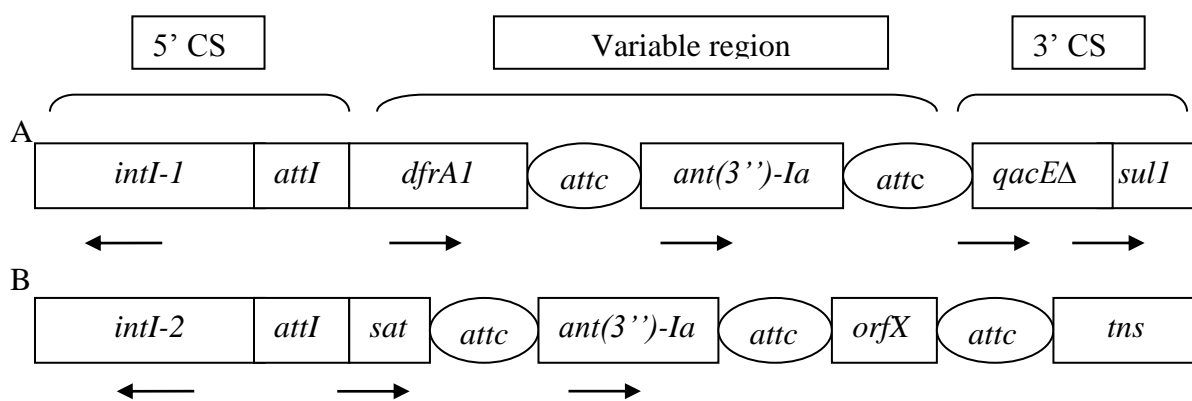 5’ CS Variable region 3’ CS
A
intI-1 attI dfrA1 attc ant(3’’)-Ia attc qacEΔ sul1
B
intI-2 attI sat attc ant(3’’)-Ia attc orfX attc tns